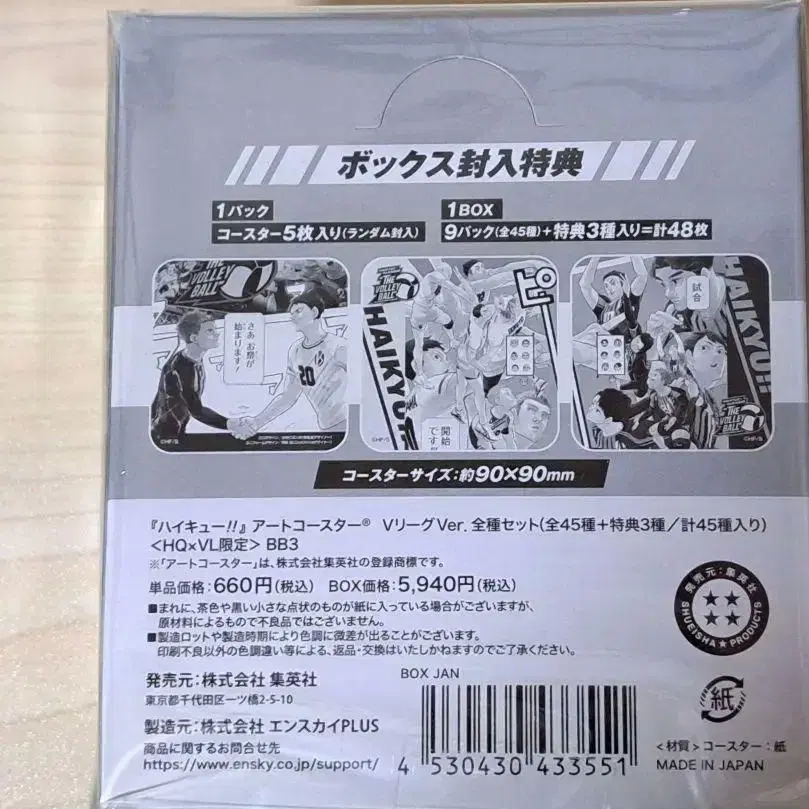 ボックス封入特典
1パック
コースター5枚入り(ランダム封入)
1BOX
9パック(全45種)+特典3種入り=計48枚
THE
VOLLEY
BALL
さあ お祭が
始まります!
20
©HF/S
THE
VOLLEY
BALL
HAIKYU!!
ピ
開始
です
©HF/S
試合
HAIKYU!!
THE
VOLLEY
BALL
©HF/S
コースターサイズ:約90×90mm
『ハイキュー!!』アートコースター® VリーグVer. 全種セット(全45種+特典3種/計45種入り)
<HQ×VL限定> BB3
※「アートコースター」は、株式会社集英社の登録商標です。
単品価格:660円(税込) BOX価格:5,940円(税込)
■まれに、茶色や黒い小さな点状のものが紙に入っている場合がございますが、
原材料によるもので不良品ではございません。
■製造ロットや製造時期により色調に微差が出ることがございます。
印刷不良以外の色調違い等による、返品・交換はいたしかねますのでご了承ください。
発売元:集英社
SHUEISHA★PRODUCTS
発売元:株式会社 集英社
東京都千代田区一ツ橋2-5-10
製造元:株式会社 エンスカイPLUS
商品に関するお問合せ先
https://www.ensky.co.jp/support/
BOX JAN
4 530430 433551
紙
<材質>コースター:紙
MADE IN JAPAN